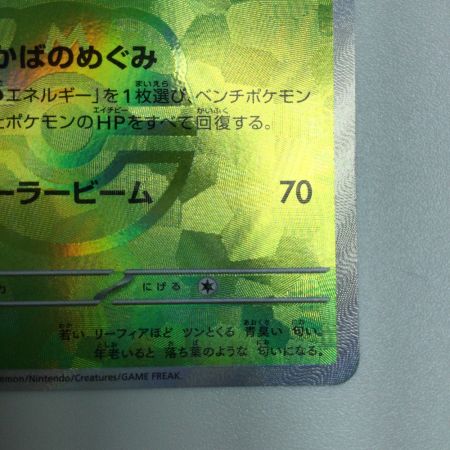 かばのめぐみ
エネルギー」を1枚選び、ベンチポケモン
ポケモンのHPをすべて回復する。
ーラービーム 70
にげる
若い リーフィアほど ツンとくる 青臭い 匂い。
年老いると 落ち葉のような 匂いになる。
mon/Nintendo/Creatures/GAME FREAK.